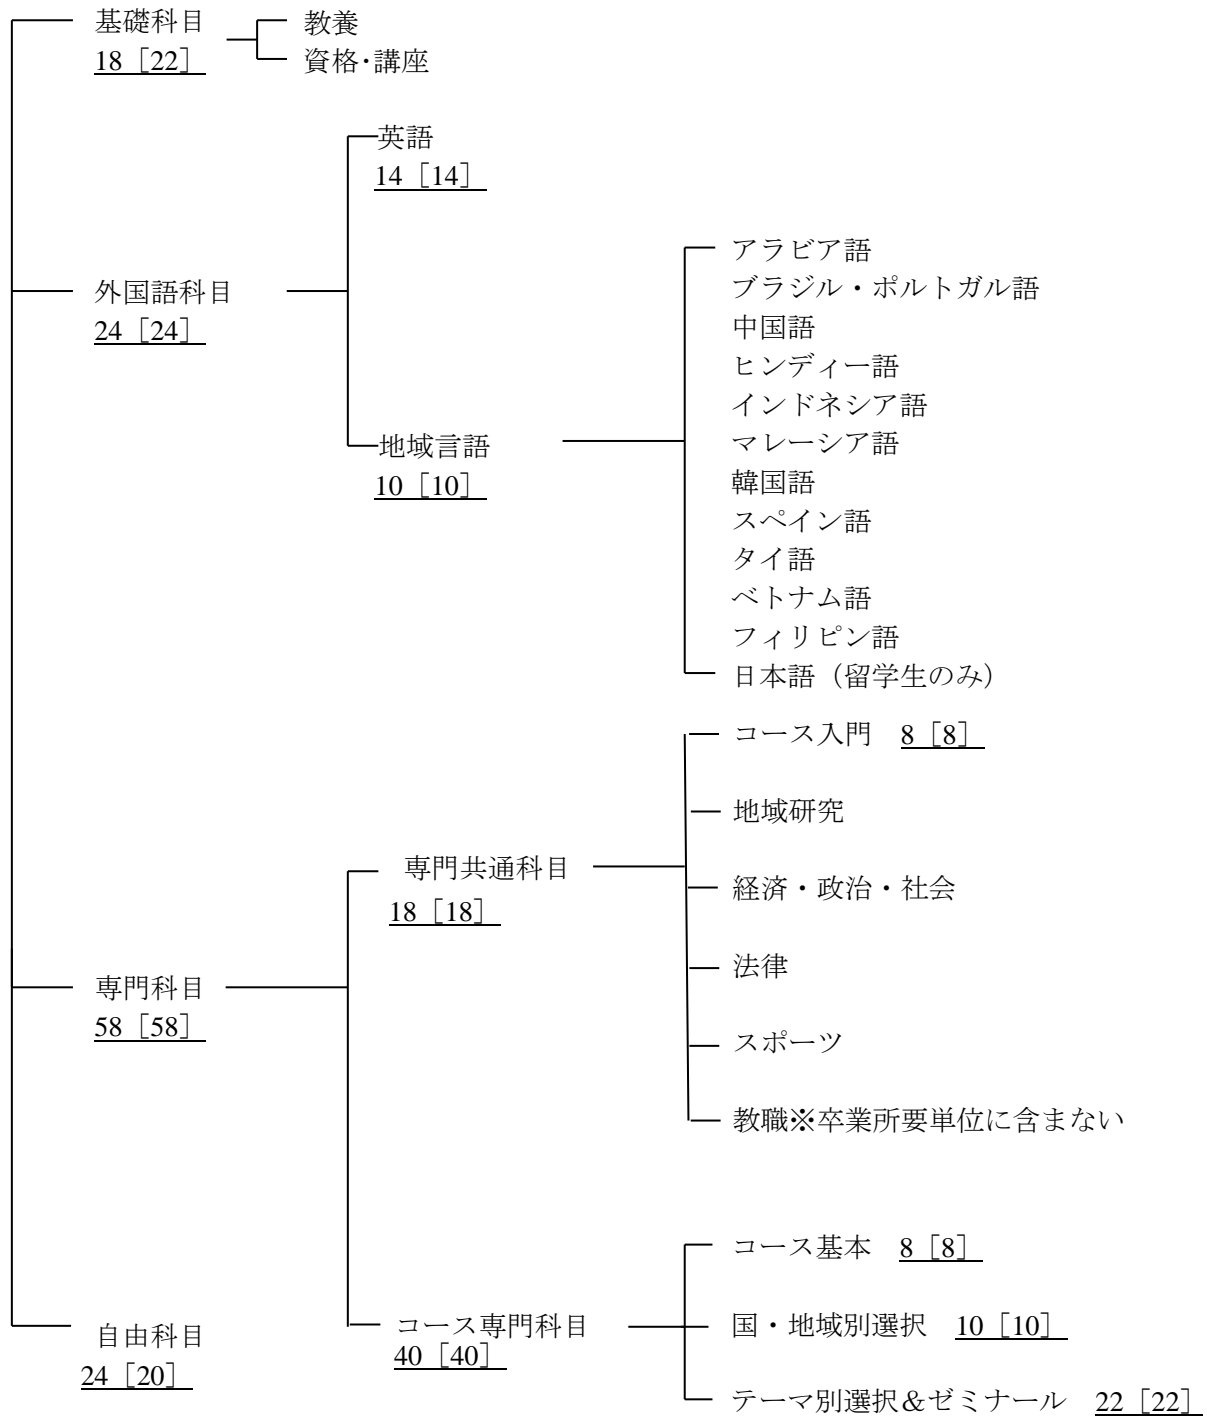 基礎科目
18［22］
教養
資格・講座
外国語科目
24［24］
英語
14［14］
地域言語
10［10］
アラビア語
ブラジル・ポルトガル語
中国語
ヒンディー語
インドネシア語
マレーシア語
韓国語
スペイン語
タイ語
ベトナム語
フィリピン語
日本語（留学生のみ）
専門科目
58［58］
専門共通科目
18［18］
コース入門　8［8］
地域研究
経済・政治・社会
法律
スポーツ
教職※卒業所要単位に含まない
コース専門科目
40［40］
コース基本　8［8］
国・地域別選択　10［10］
テーマ別選択＆ゼミナール　22［22］
自由科目
24［20］